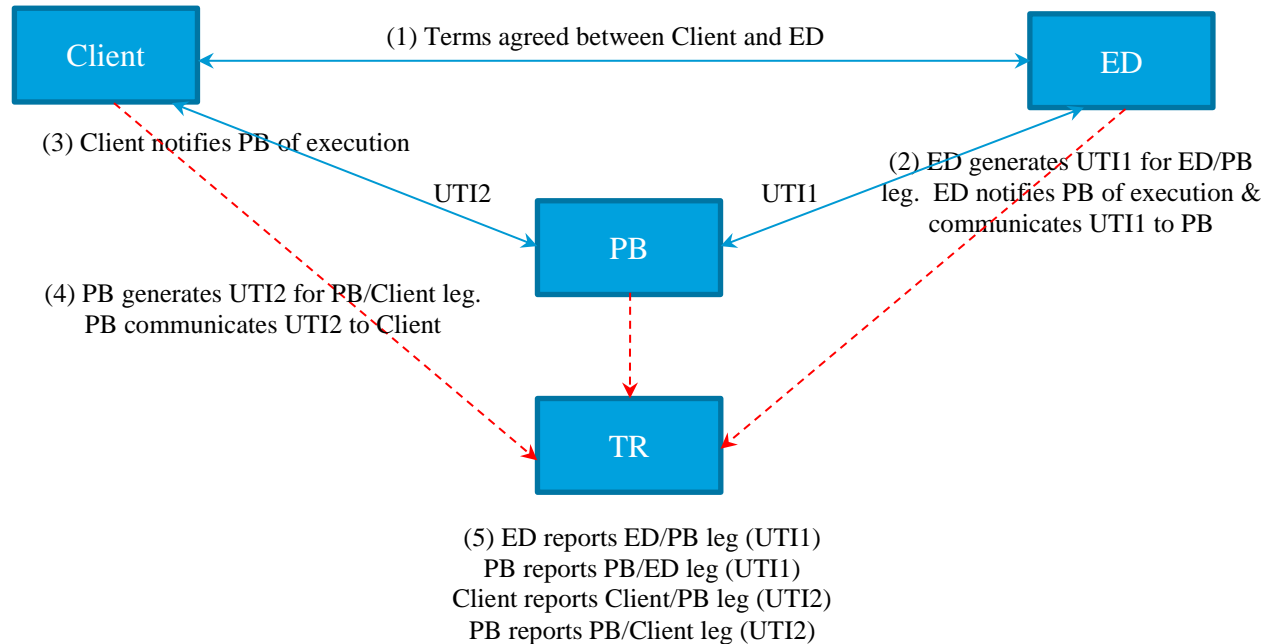 (1) Terms agreed between Client and ED
Client
ED
(3) Client notifies PB of execution
(2) ED generates UTI1 for ED/PB
leg.  ED notifies PB of execution &
communicates UTI1 to PB
UTI2
UTI1
PB
(4) PB generates UTI2 for PB/Client leg.
PB communicates UTI2 to Client
TR
(5) ED reports ED/PB leg (UTI1)
PB reports PB/ED leg (UTI1)
Client reports Client/PB leg (UTI2)
PB reports PB/Client leg (UTI2)